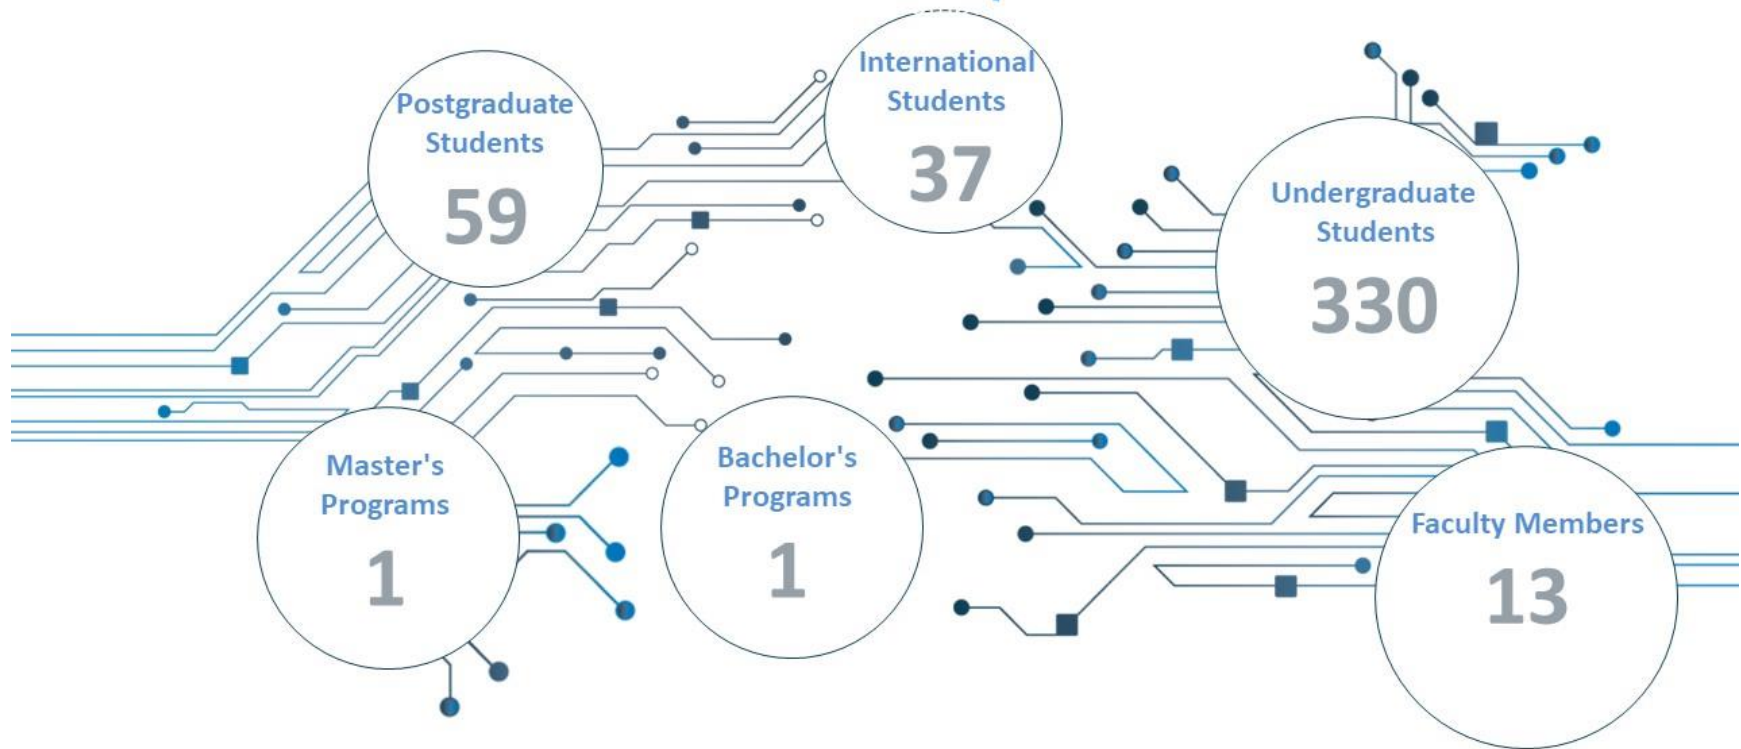 Postgraduate
Students
59
International
Students
37
Undergraduate
Students
330
Master's
Programs
1
Bachelor's
Programs
1
Faculty Members
13